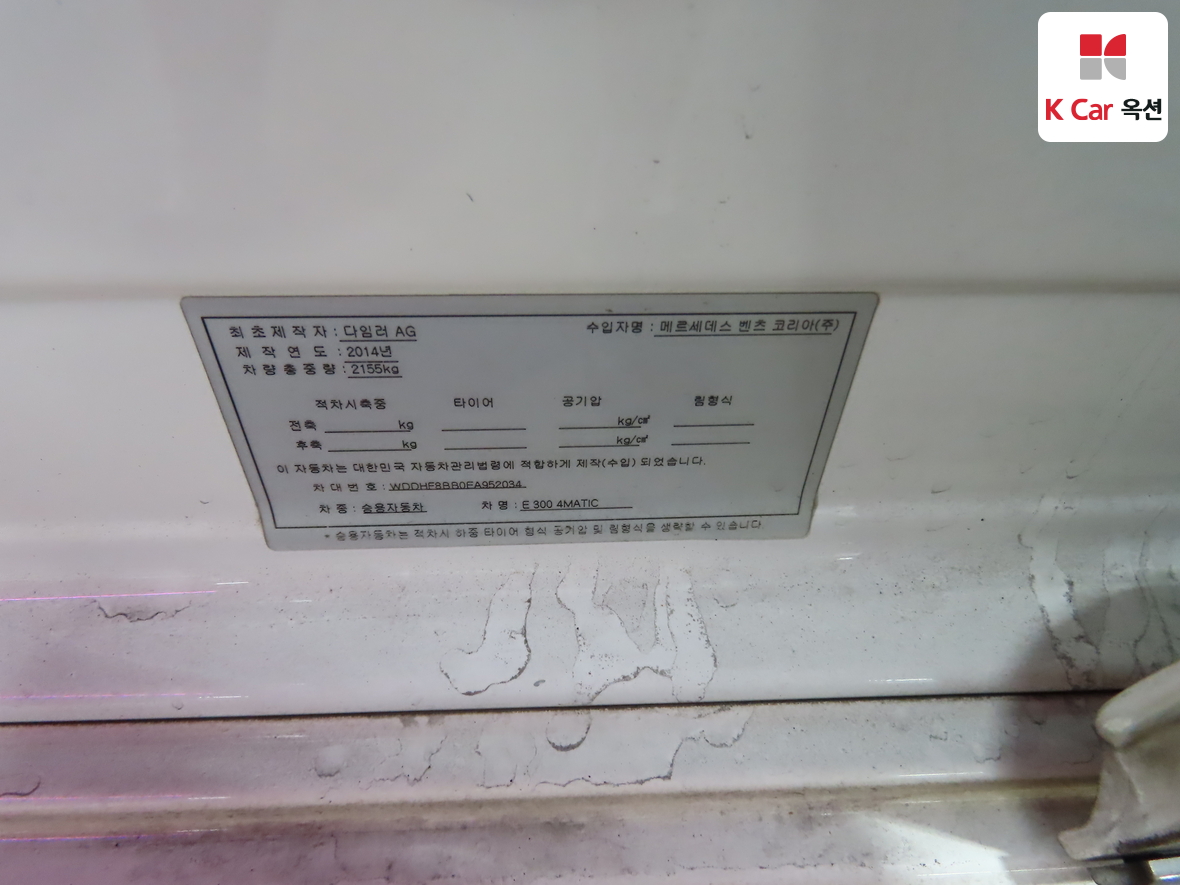 K Car 옥션
최초제작자 : 다임러 AG 수입자명 : 메르세데스 벤츠 코리아(주)
제작연도 : 2014년
차량총중량 : 2155kg
적차시축중 타이어 공기압 림형식
전축 kg kg/㎠
후축 kg kg/㎠
이 자동차는 대한민국 자동차관리법령에 적합하게 제작(수입) 되었습니다.
차대번호 : WDDHF8BB0EA952034
차종 : 승용자동차 차명 : E 300 4MATIC
* 승용자동차는 적차시 하중 타이어 형식 공기압 및 림형식을 생략할 수 있습니다